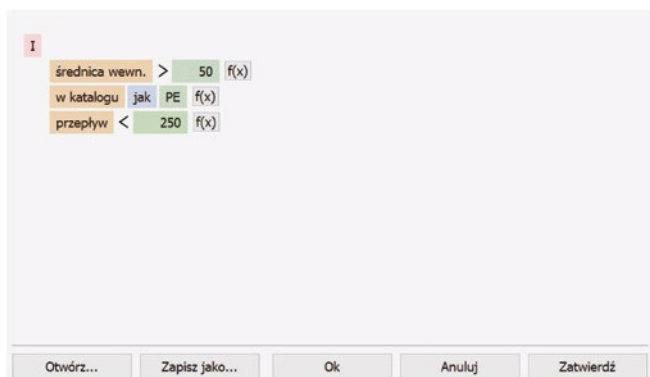 I
średnica wewn. > 50 f(x)
w katalogu jak PE f(x)
przepływ < 250 f(x)
Otwórz... Zapisz jako... Ok Anuluj Zatwierdź